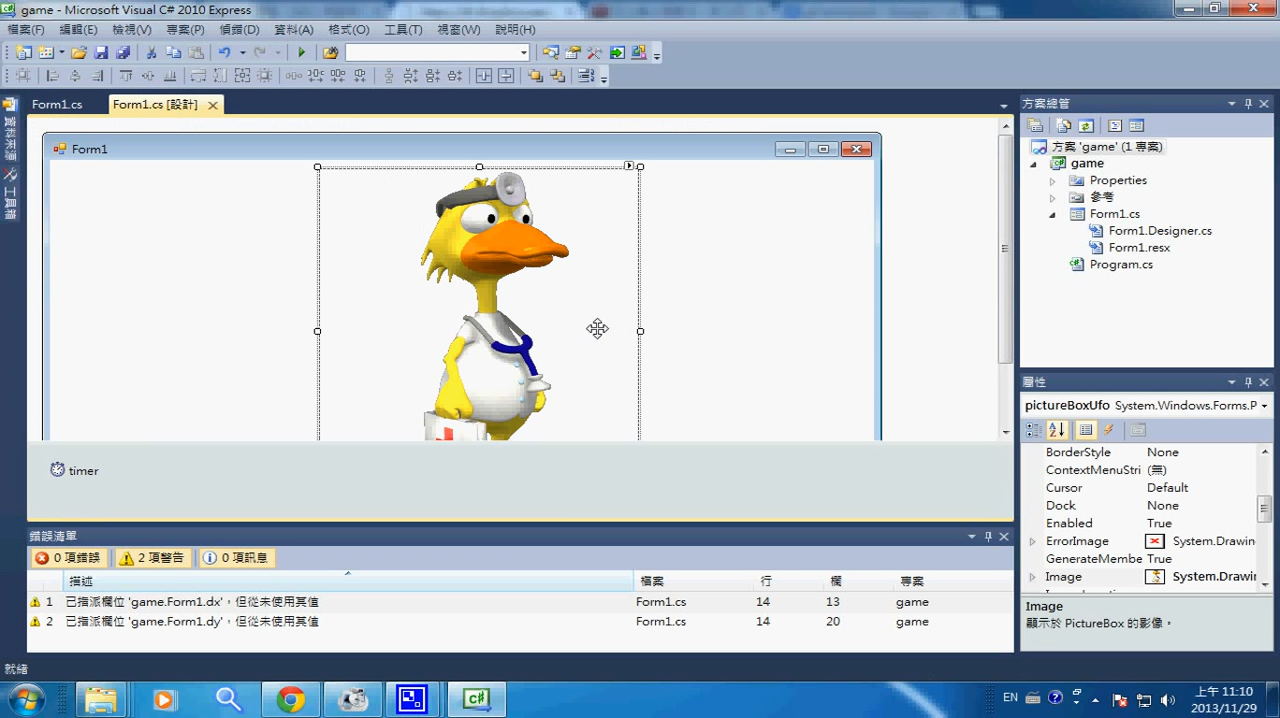 game - Microsoft Visual C# 2010 Express
檔案(F) 編輯(E) 檢視(V) 專案(P) 偵錯(D) 資料(A) 格式(O) 工具(T) 視窗(W) 說明(H)
Form1.cs Form1.cs [設計]
資料來源
工具箱
Form1
timer
錯誤清單
0 項錯誤 2 項警告 0 項訊息
描述 檔案 行 欄 專案
1 已指派欄位 'game.Form1.dx'，但從未使用其值 Form1.cs 14 13 game
2 已指派欄位 'game.Form1.dy'，但從未使用其值 Form1.cs 14 20 game
方案總管
方案 'game' (1 專案)
game
Properties
參考
Form1.cs
Form1.Designer.cs
Form1.resx
Program.cs
屬性
pictureBoxUfo System.Windows.Forms.P
BorderStyle None
ContextMenuStri (無)
Cursor Default
Dock None
Enabled True
ErrorImage System.Drawin
GenerateMembe True
Image System.Drawi
Image
顯示於 PictureBox 的影像。
就緒
EN
上午 11:10
2013/11/29